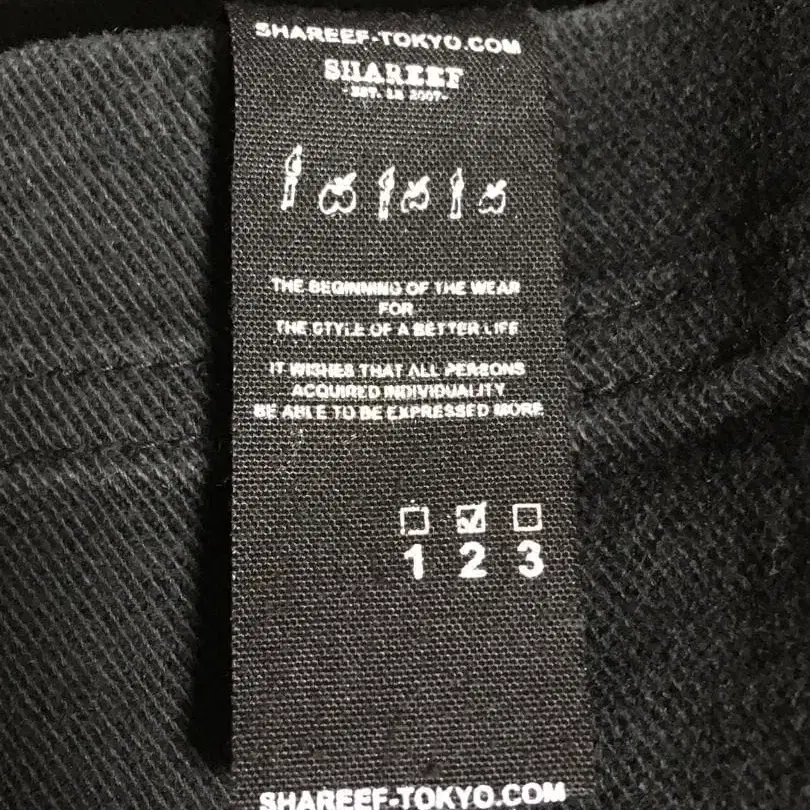 SHAREEF-TOKYO.COM
SHAREEF
-EST. IN 2007-
THE BEGINNING OF THE WEAR
FOR
THE STYLE OF A BETTER LIFE
IT WISHES THAT ALL PERSONS
ACQUIRED INDIVIDUALITY
BE ABLE TO BE EXPRESSED MORE
1 2 3
SHAREEF-TOKYO.COM